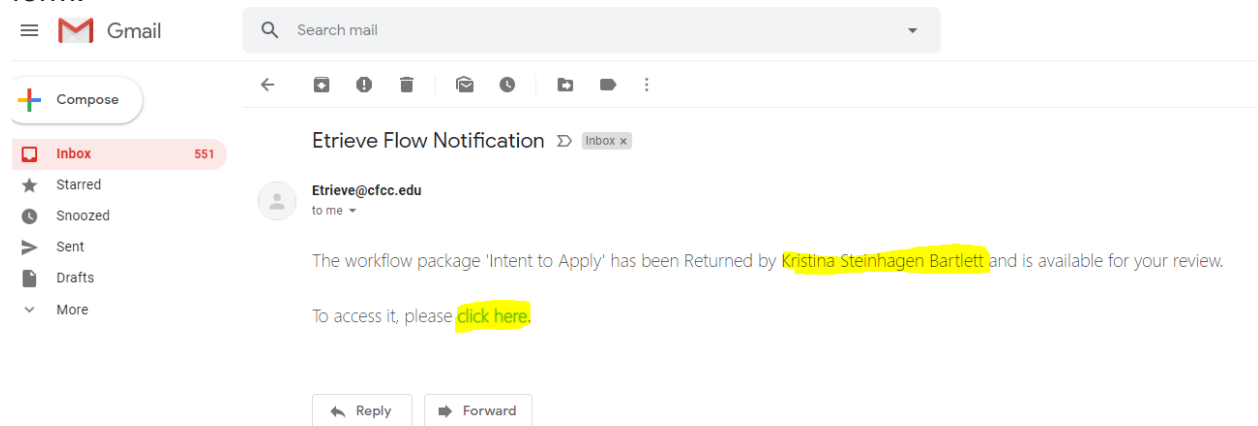 form.
Gmail
Search mail
Compose
Inbox 551
Starred
Snoozed
Sent
Drafts
More
Etrieve Flow Notification Inbox x
Etrieve@cfcc.edu
to me
The workflow package 'Intent to Apply' has been Returned by Kristina Steinhagen Bartlett and is available for your review.
To access it, please click here.
Reply Forward